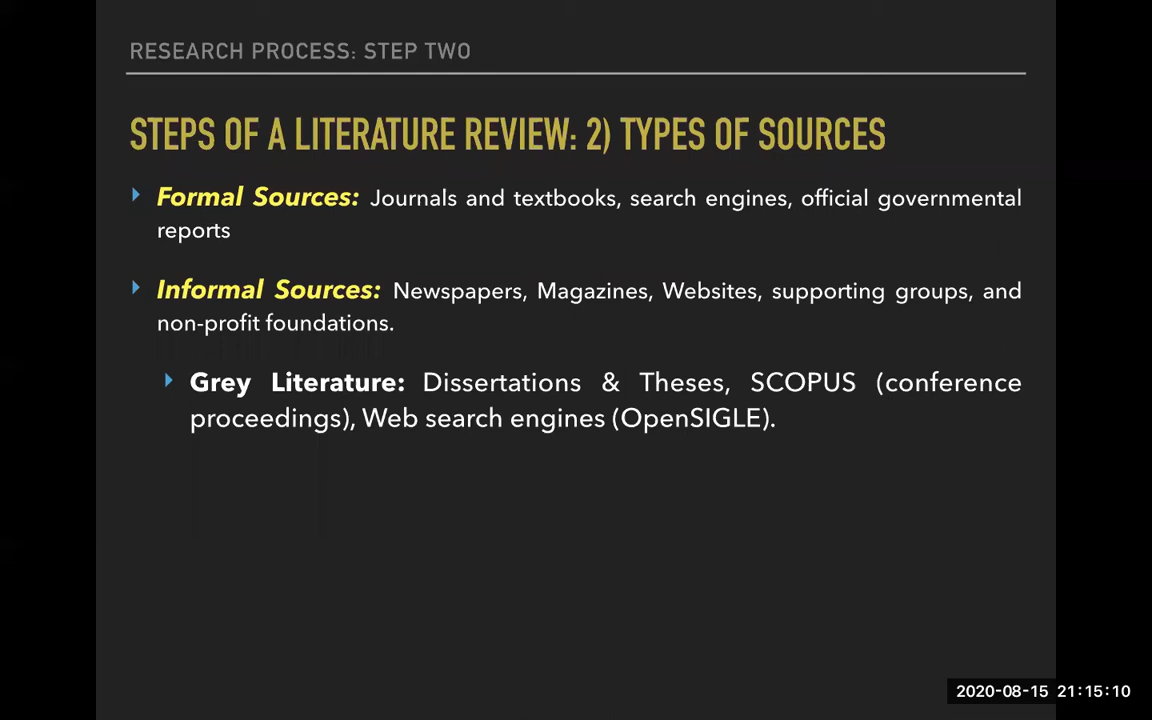 RESEARCH PROCESS: STEP TWO
STEPS OF A LITERATURE REVIEW: 2) TYPES OF SOURCES
Formal Sources: Journals and textbooks, search engines, official governmental
reports
Informal Sources: Newspapers, Magazines, Websites, supporting groups, and
non-profit foundations.
Grey Literature: Dissertations & Theses, SCOPUS (conference
proceedings), Web search engines (OpenSIGLE).
2020-08-15 21:15:10